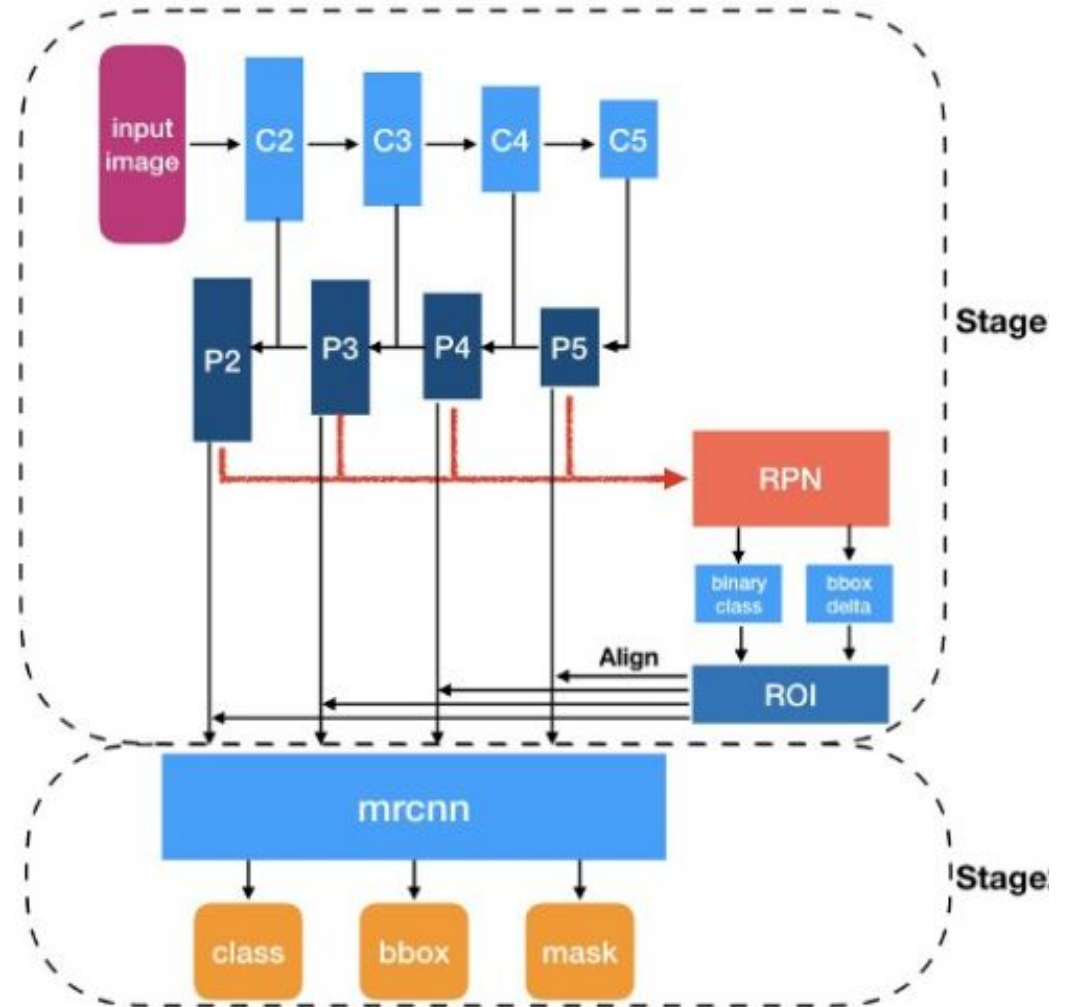 input
image
C2
C3
C4
C5
P2
P3
P4
P5
Stage
RPN
binary
class
bbox
delta
Align
ROI
mrcnn
Stage
class
bbox
mask